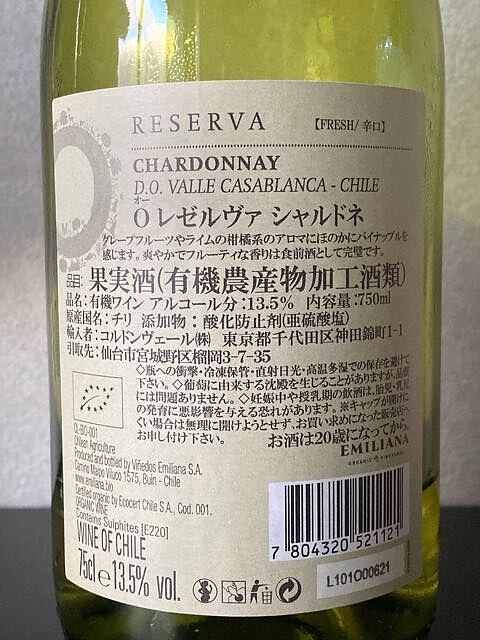 RESERVA 【FRESH/ 辛口】
CHARDONNAY
D.O. VALLE CASABLANCA - CHILE
オー
O レゼルヴァ シャルドネ
グレープフルーツやライムの柑橘系のアロマにほのかにパイナップルを
感じます。爽やかでフルーティな香りは食前酒として完璧です。
品目: 果実酒(有機農産物加工酒類)
品名:有機ワイン アルコール分:13.5% 内容量:750ml
原産国名:チリ 添加物:酸化防止剤(亜硫酸塩)
輸入者:コルドンヴェール㈱ 東京都千代田区神田錦町1-1
引取先:仙台市宮城野区榴岡3-7-35
◇瓶への衝撃・冷凍保管・直射日光・高温多湿での保存を避けて
下さい。◇葡萄に由来する沈殿を生じることがありますが、品質
には問題ありません。◇妊娠中や授乳期の飲酒は、胎児・乳児
の発育に悪影響を与える恐れがあります。※キャップが開けに
くい場合は無理に開けようとせず、お買い求めになった販売店へ
お申し付け下さい。
お酒は20歳になってから。
EMILIANA
ORGANIC VINEYARDS
CL-BIO-001
Chilean Agriculture
Produced and bottled by Viñedos Emiliana S.A.
Camino Malpo Viluco 1575, Buin - Chile
www.emiliana.bio
Certified organic by Ecocert Chile S.A., Cod. 001.
ORGANIC WINE
Contains Sulphites [E220]
WINE OF CHILE
75cl e 13.5% vol.
7 804320 521121
L101O00621